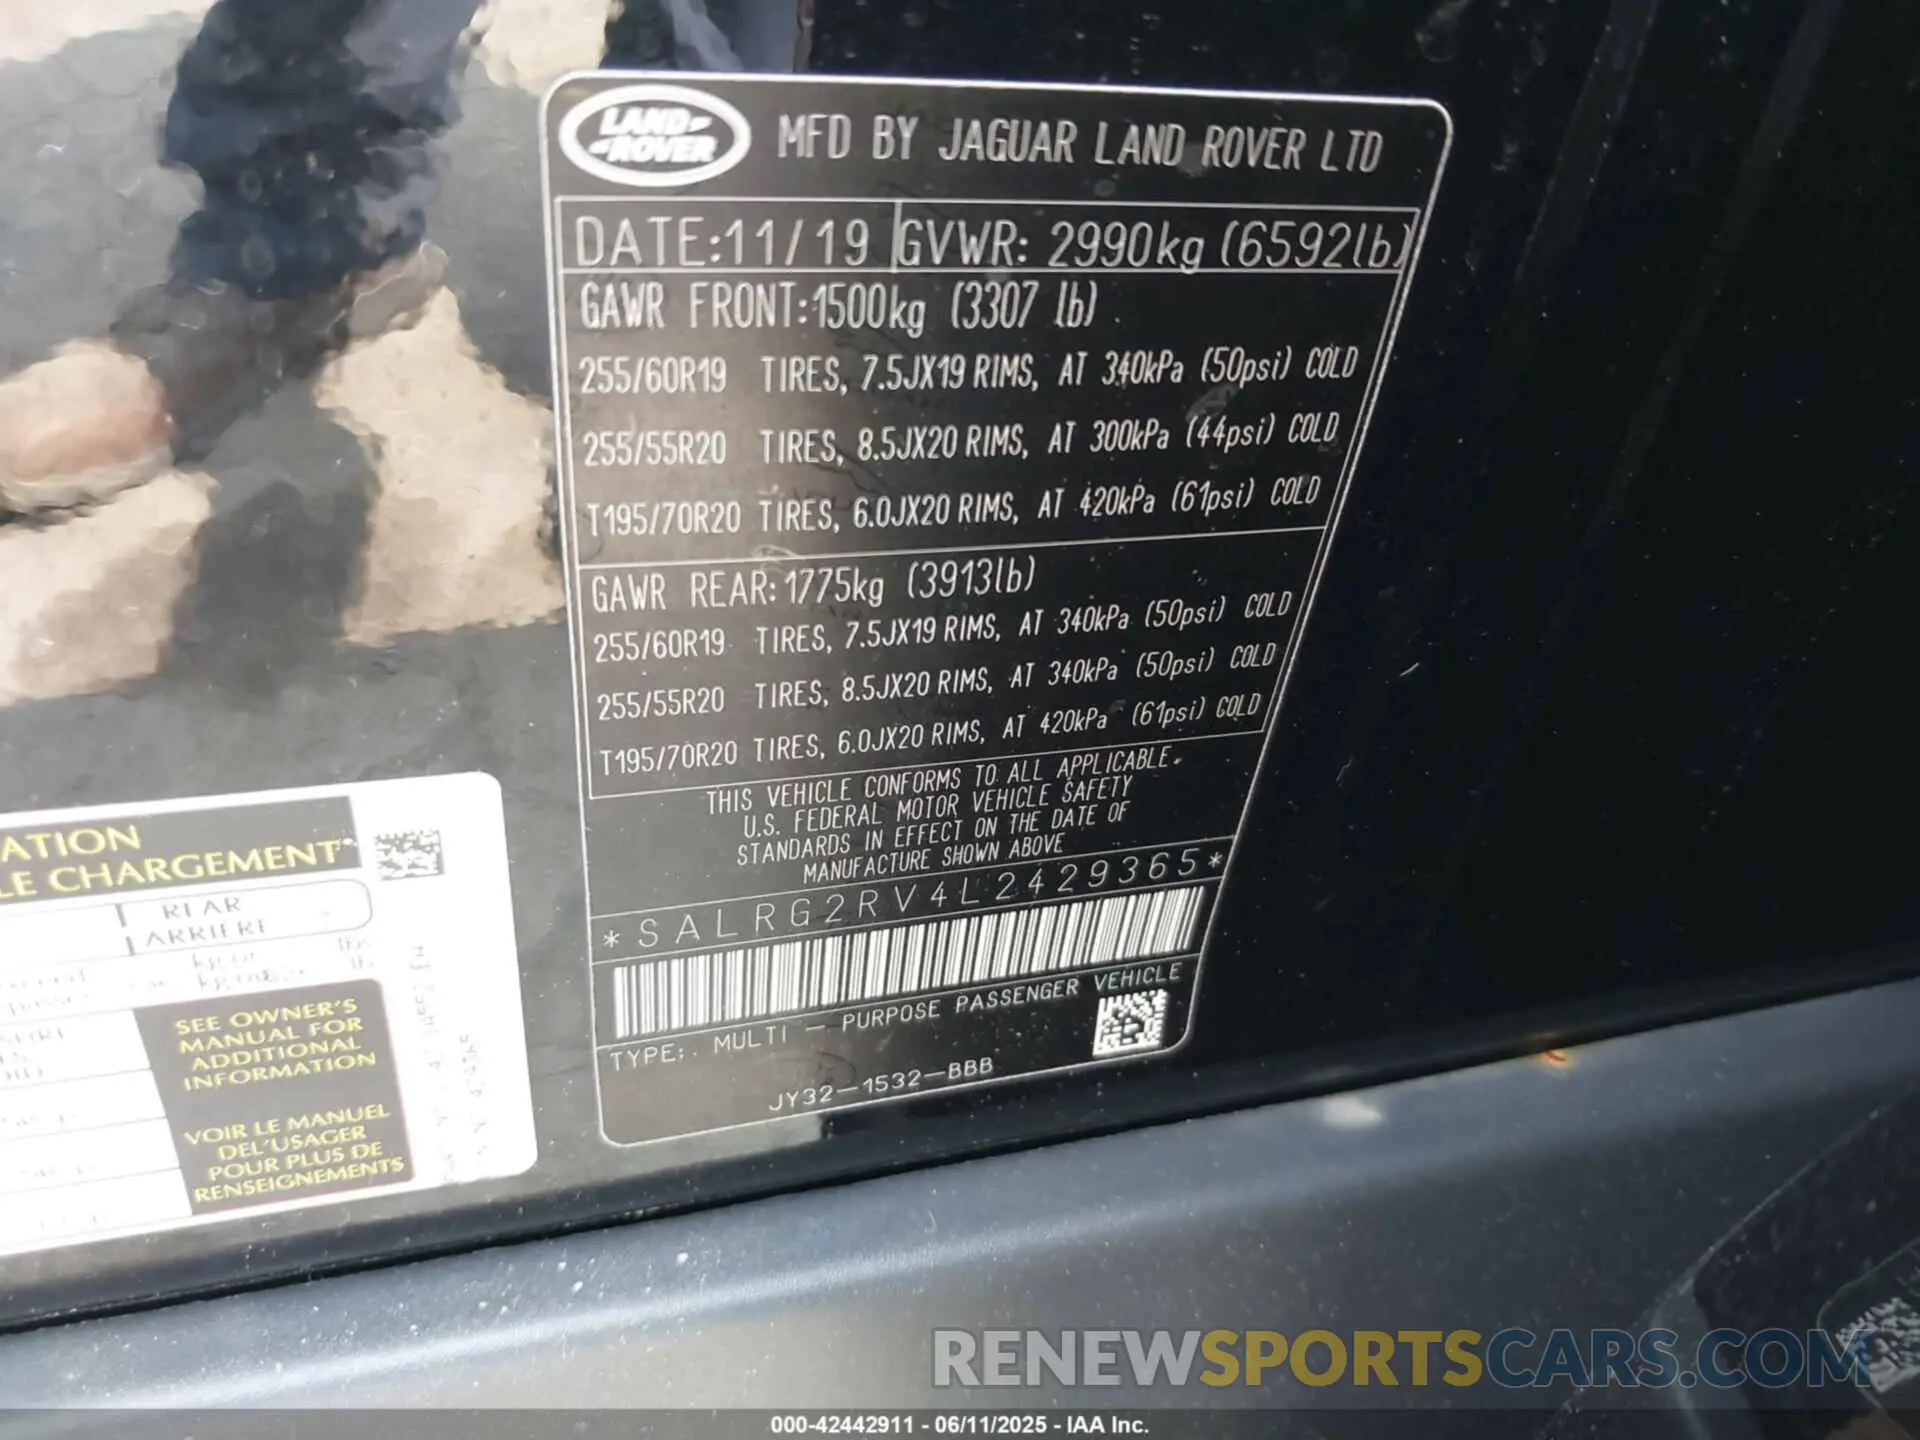 LAND-
-ROVER
MFD BY JAGUAR LAND ROVER LTD
DATE:11/19 GVWR: 2990kg (6592lb)
GAWR FRONT:1500kg (3307 lb)
255/60R19 TIRES, 7.5JX19 RIMS, AT 340kPa (50psi) COLD
255/55R20 TIRES, 8.5JX20 RIMS, AT 300kPa (44psi) COLD
T195/70R20 TIRES, 6.0JX20 RIMS, AT 420kPa (61psi) COLD
GAWR REAR:1775kg (3913lb)
255/60R19 TIRES, 7.5JX19 RIMS, AT 340kPa (50psi) COLD
255/55R20 TIRES, 8.5JX20 RIMS, AT 340kPa (50psi) COLD
T195/70R20 TIRES, 6.0JX20 RIMS, AT 420kPa (61psi) COLD
THIS VEHICLE CONFORMS TO ALL APPLICABLE
U.S. FEDERAL MOTOR VEHICLE SAFETY
STANDARDS IN EFFECT ON THE DATE OF
MANUFACTURE SHOWN ABOVE
*SALRG2RV4L2429365*
TYPE: MULTI - PURPOSE PASSENGER VEHICLE
JY32-1532-BBB
ATION
LE CHARGEMENT
REAR
ARRIÈRE
SEE OWNER'S
MANUAL FOR
ADDITIONAL
INFORMATION
VOIR LE MANUEL
DEL'USAGER
POUR PLUS DE
RENSEIGNEMENTS
RENEWSPORTSCARS.COM
000-42442911 - 06/11/2025 - IAA Inc.